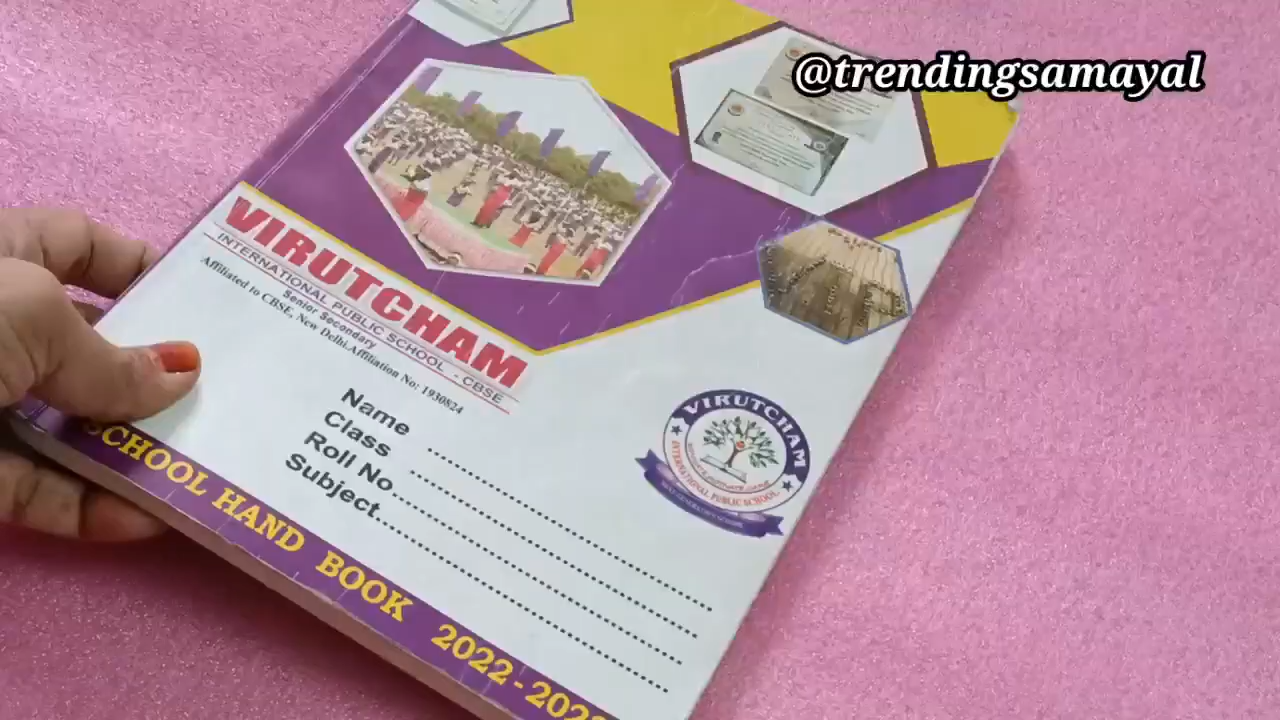 @trendingsamayal
VIRUTCHAM
INTERNATIONAL PUBLIC SCHOOL - CBSE
Senior Secondary
Affiliated to CBSE, New Delhi.Affiliation No: 1930824
Name
Class
Roll No
Subject
VIRUTCHAM
INTERNATIONAL PUBLIC SCHOOL
SCHOOL HAND BOOK 2022-202